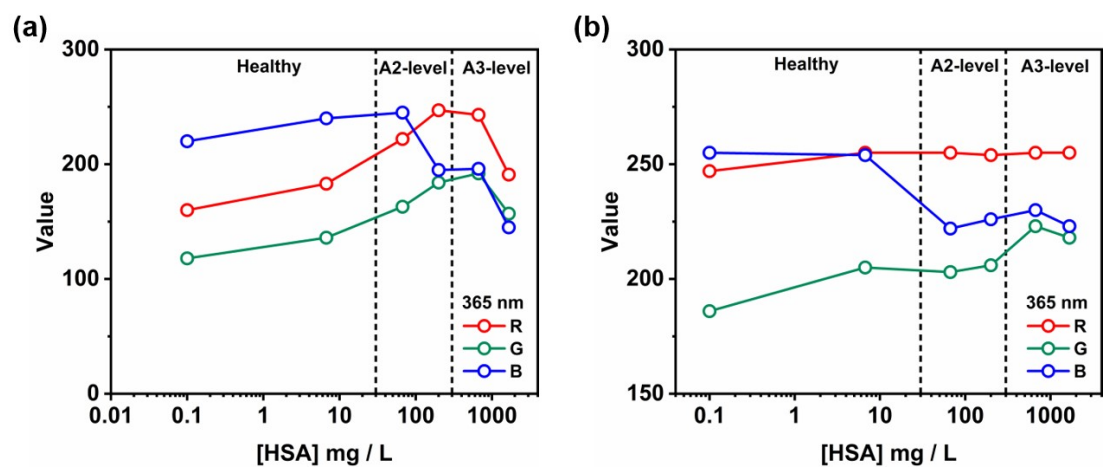 (a)
300
200
100
0
Value
Healthy
A2-level
A3-level
365 nm
R
G
B
0.01
0.1
1
10
100
1000
[HSA] mg / L
(b)
300
250
200
150
Value
Healthy
A2-level
A3-level
365 nm
R
G
B
0.1
1
10
100
1000
[HSA] mg / L